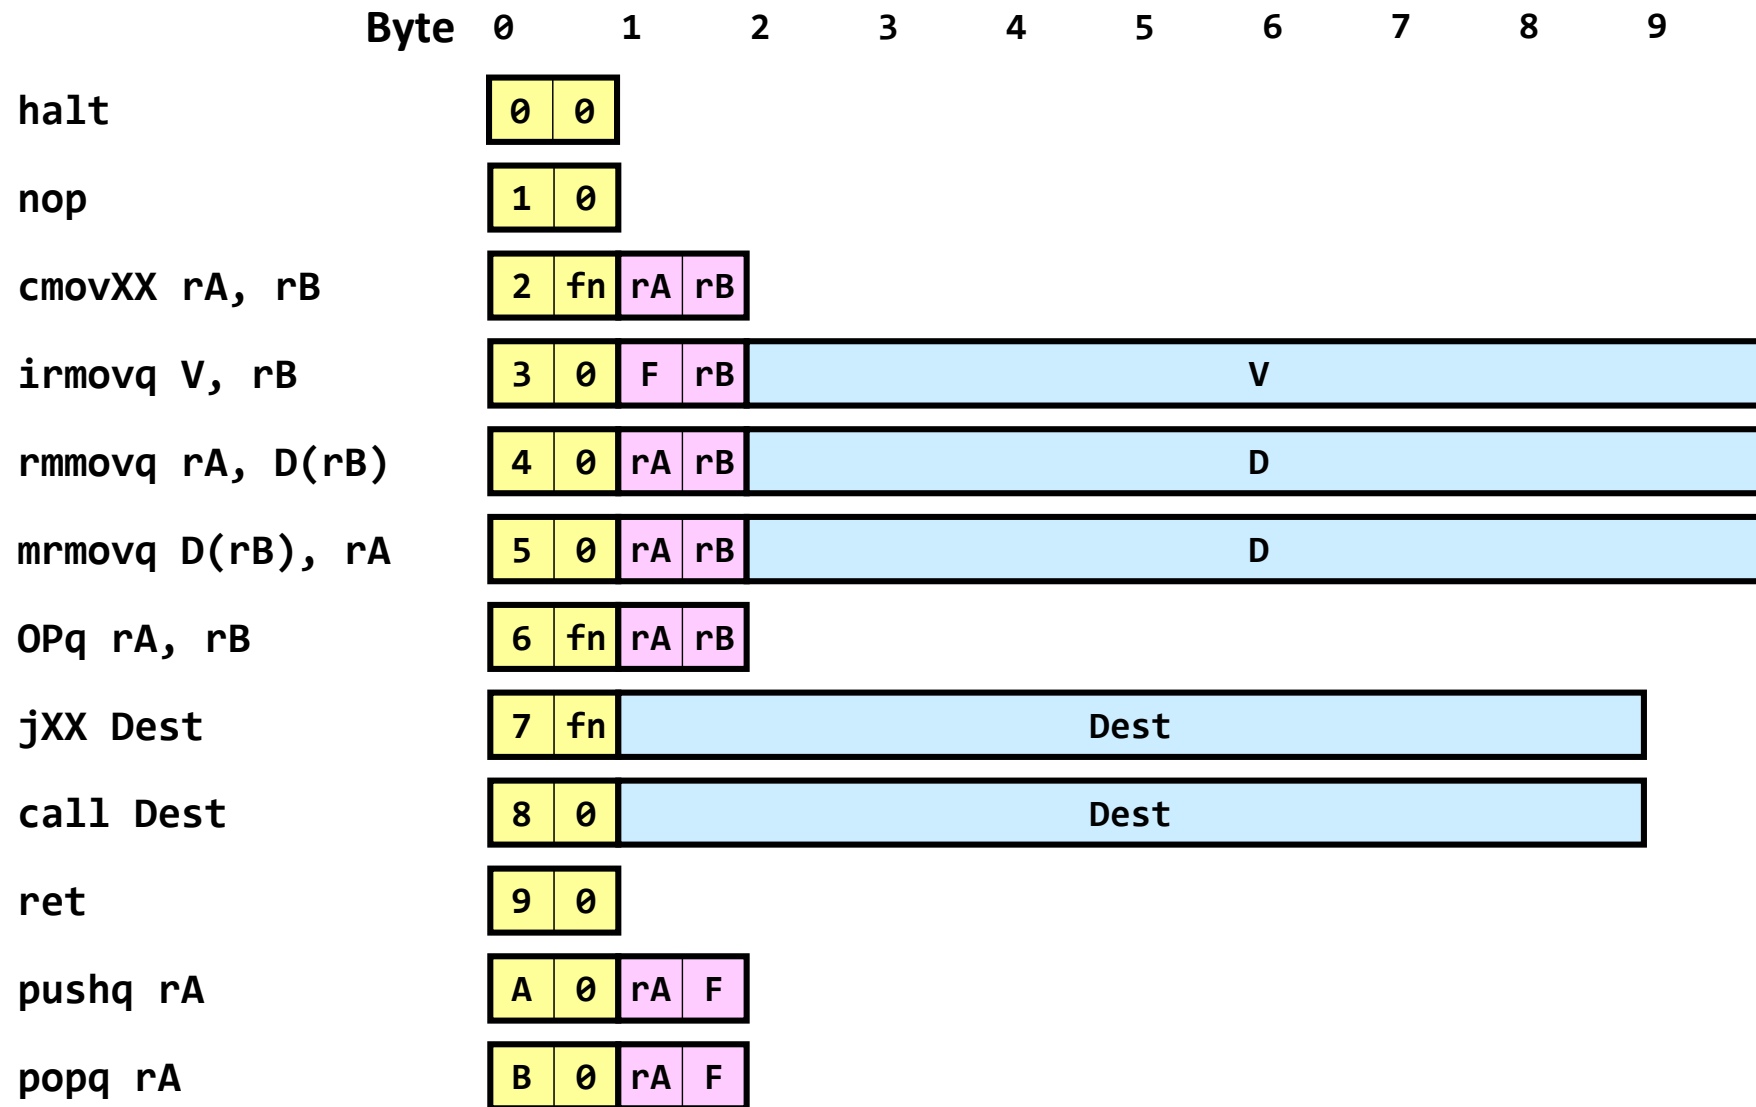 Byte 0 1 2 3 4 5 6 7 8 9
halt 0 0
nop 1 0
cmovXX rA, rB 2 fn rA rB
irmovq V, rB 3 0 F rB V
rmmovq rA, D(rB) 4 0 rA rB D
mrmovq D(rB), rA 5 0 rA rB D
OPq rA, rB 6 fn rA rB
jXX Dest 7 fn Dest
call Dest 8 0 Dest
ret 9 0
pushq rA A 0 rA F
popq rA B 0 rA F